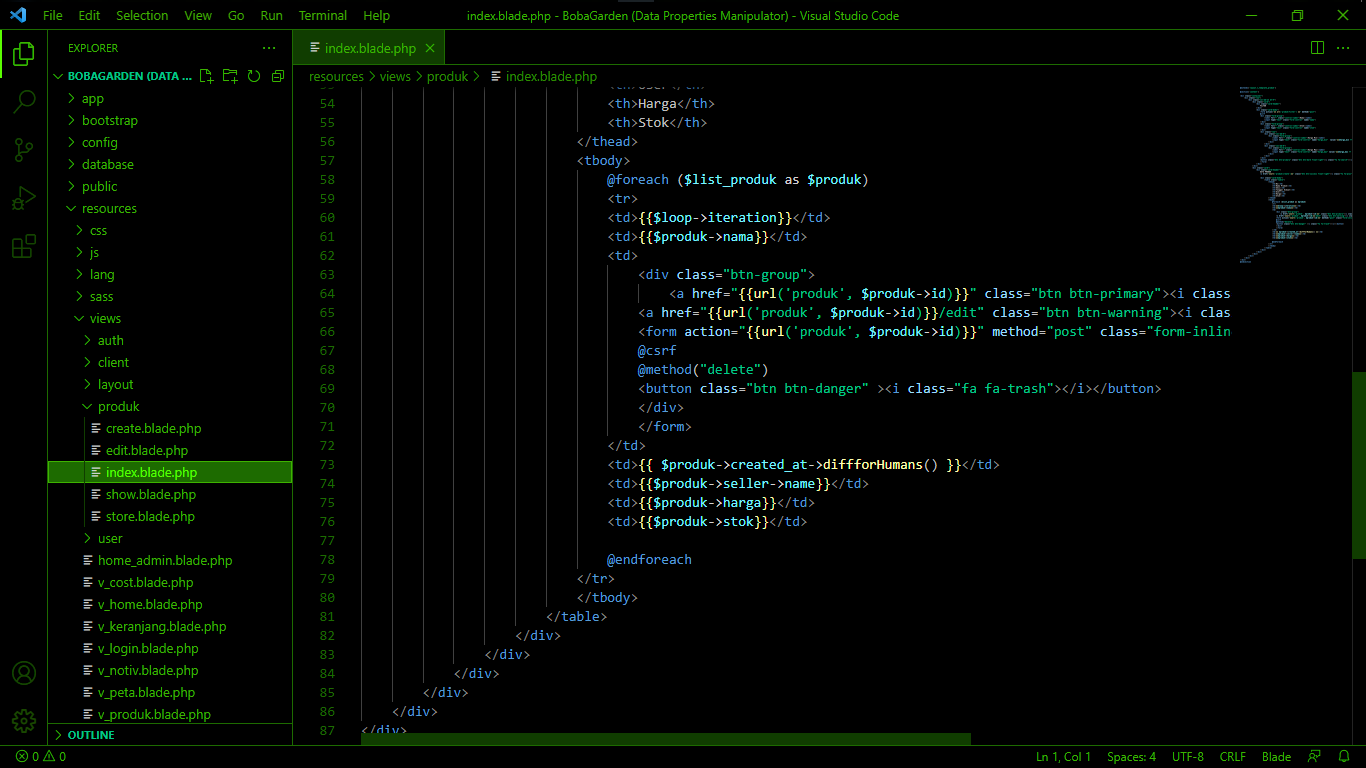 File Edit Selection View Go Run Terminal Help index.blade.php - BobaGarden (Data Properties Manipulator) - Visual Studio Code
EXPLORER
BOBAGARDEN (DATA ...
app
bootstrap
config
database
public
resources
css
js
lang
sass
views
auth
client
layout
produk
create.blade.php
edit.blade.php
index.blade.php
show.blade.php
store.blade.php
user
home_admin.blade.php
v_cost.blade.php
v_home.blade.php
v_keranjang.blade.php
v_login.blade.php
v_notiv.blade.php
v_peta.blade.php
v_produk.blade.php
OUTLINE
index.blade.php
resources > views > produk > index.blade.php
54 <th>Harga</th>
55 <th>Stok</th>
56 </thead>
57 <tbody>
58 @foreach ($list_produk as $produk)
59 <tr>
60 <td>{{$loop->iteration}}</td>
61 <td>{{$produk->nama}}</td>
62 <td>
63 <div class="btn-group">
64 <a href="{{url('produk', $produk->id)}}" class="btn btn-primary"><i class
65 <a href="{{url('produk', $produk->id)}}/edit" class="btn btn-warning"><i clas
66 <form action="{{url('produk', $produk->id)}}" method="post" class="form-inlin
67 @csrf
68 @method("delete")
69 <button class="btn btn-danger" ><i class="fa fa-trash"></i></button>
70 </div>
71 </form>
72 </td>
73 <td>{{ $produk->created_at->diffforHumans() }}</td>
74 <td>{{$produk->seller->name}}</td>
75 <td>{{$produk->harga}}</td>
76 <td>{{$produk->stok}}</td>
77
78 @endforeach
79 </tr>
80 </tbody>
81 </table>
82 </div>
83 </div>
84 </div>
85 </div>
86 </div>
87 </div>
0 0 Ln 1, Col 1 Spaces: 4 UTF-8 CRLF Blade